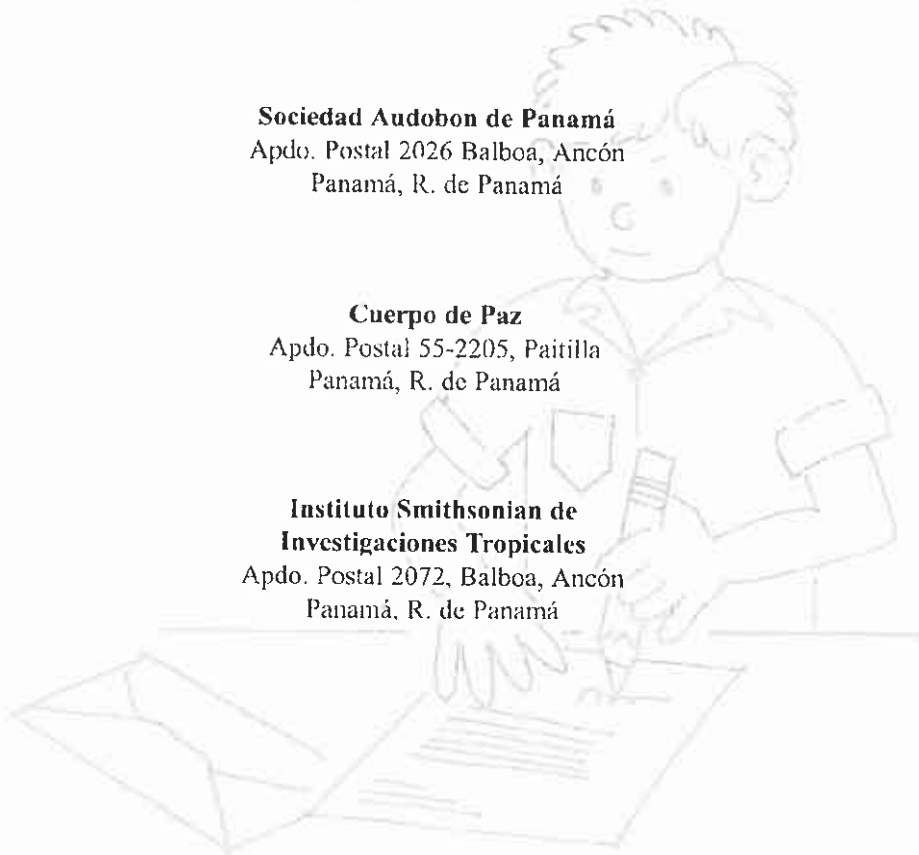 Sociedad Audobon de Panamá
Apdo. Postal 2026 Balboa, Ancón
Panamá, R. de Panamá
Cuerpo de Paz
Apdo. Postal 55-2205, Paitilla
Panamá, R. de Panamá
Instituto Smithsonian de
Investigaciones Tropicales
Apdo. Postal 2072, Balboa, Ancón
Panamá, R. de Panamá